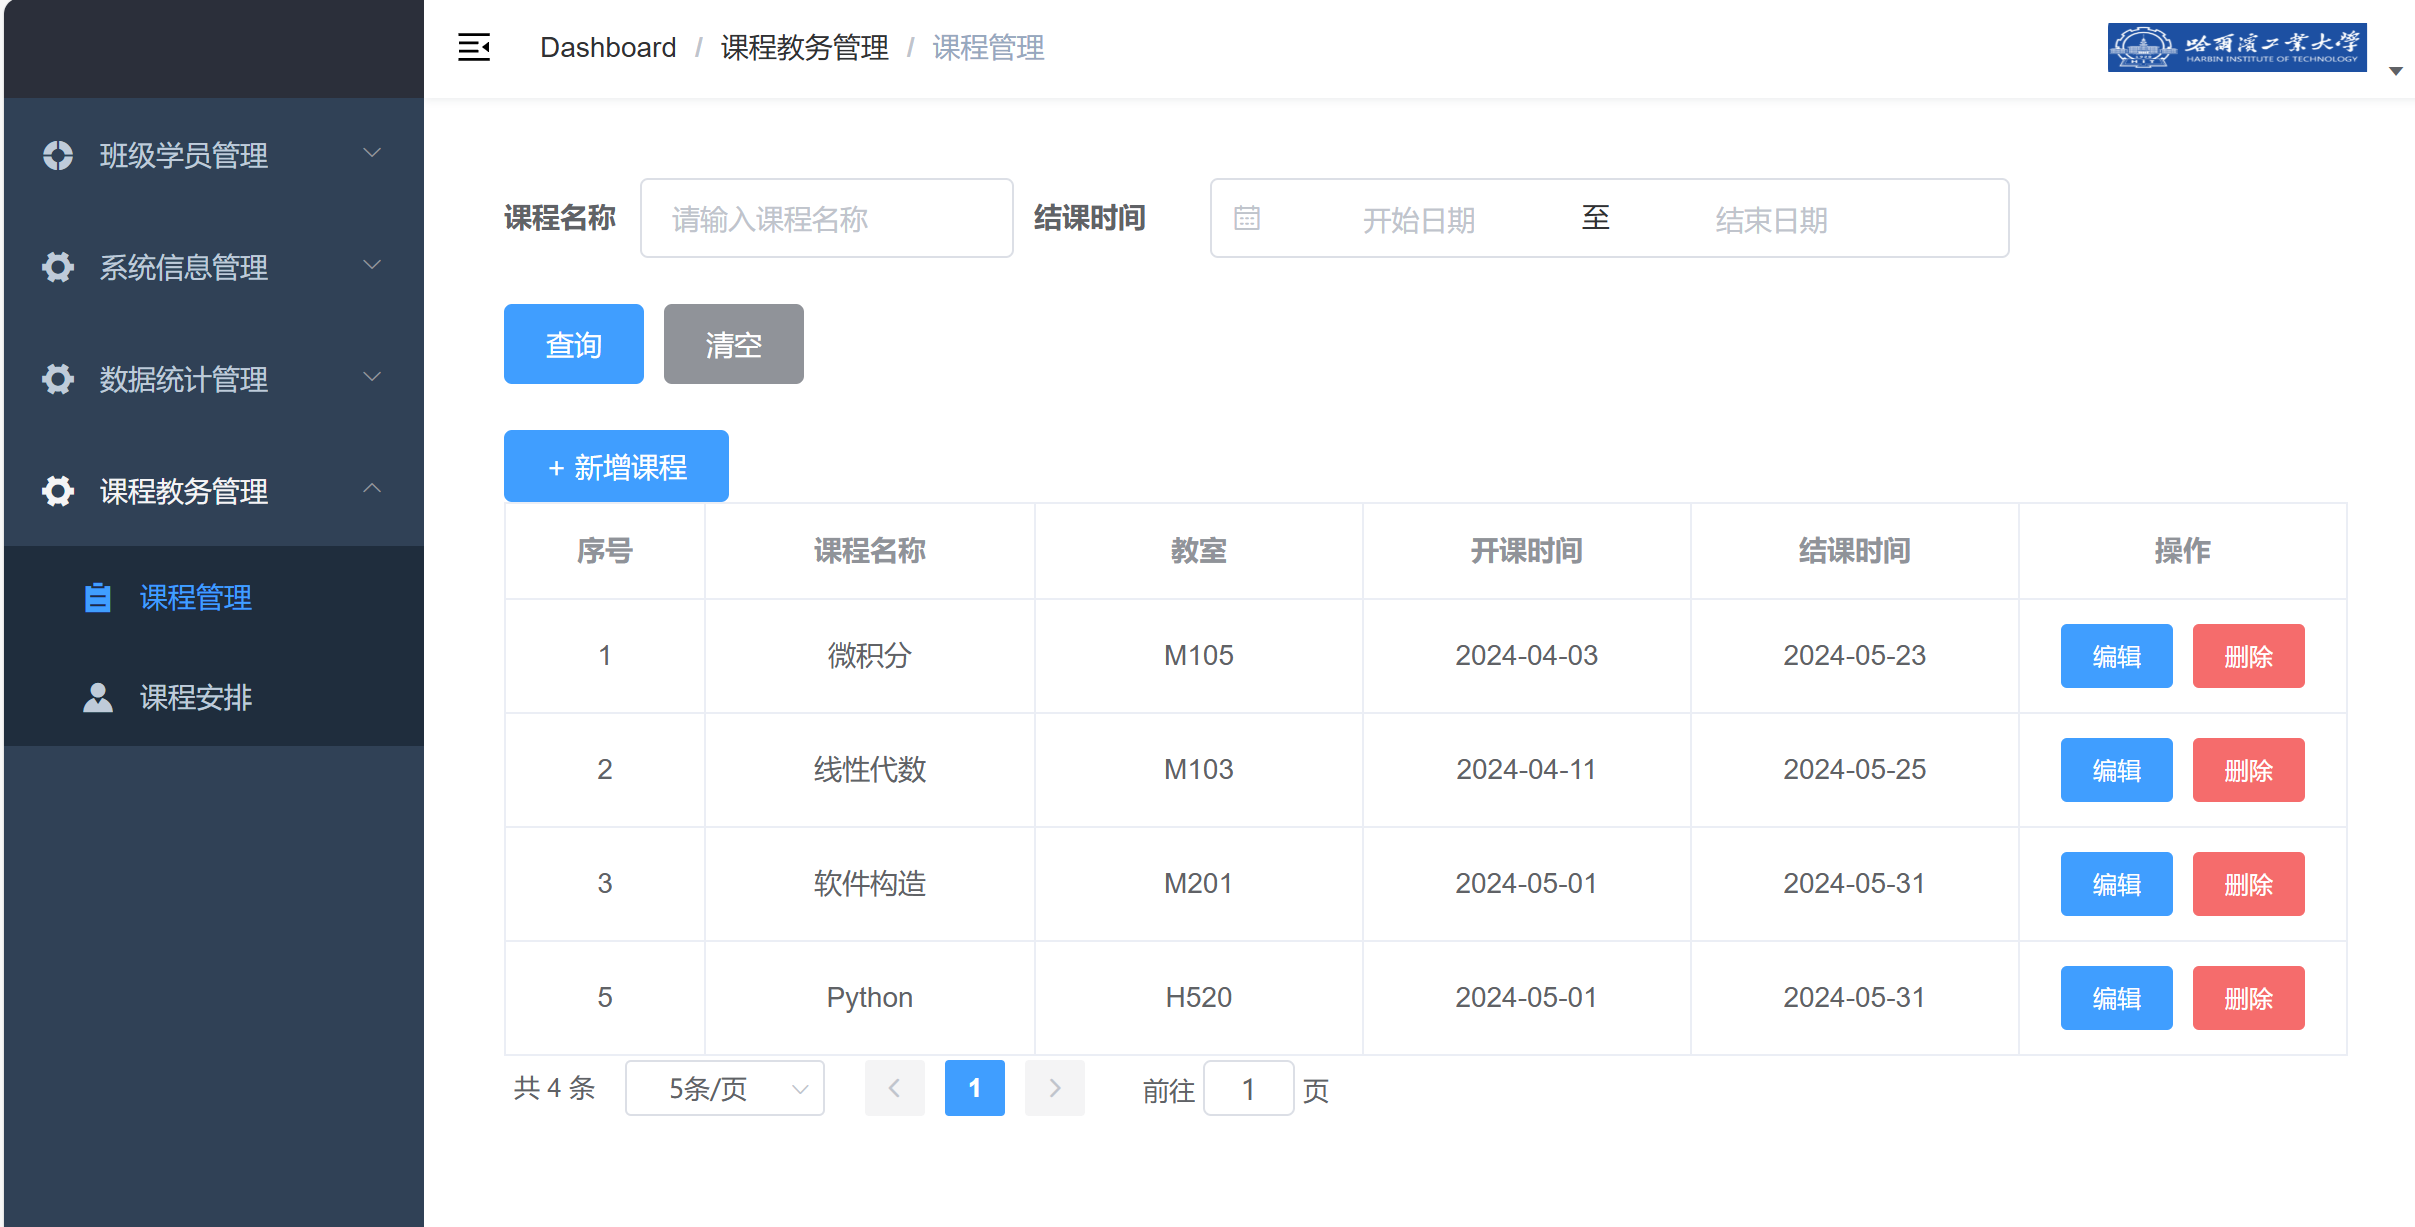 Dashboard / 课程教务管理 / 课程管理
哈爾濱工業大學
HARBIN INSTITUTE OF TECHNOLOGY
班级学员管理
系统信息管理
数据统计管理
课程教务管理
课程管理
课程安排
课程名称 请输入课程名称 结课时间 开始日期 至 结束日期
查询 清空
+ 新增课程
序号 课程名称 教室 开课时间 结课时间 操作
1 微积分 M105 2024-04-03 2024-05-23 编辑 删除
2 线性代数 M103 2024-04-11 2024-05-25 编辑 删除
3 软件构造 M201 2024-05-01 2024-05-31 编辑 删除
5 Python H520 2024-05-01 2024-05-31 编辑 删除
共 4 条 5条/页 1 前往 1 页